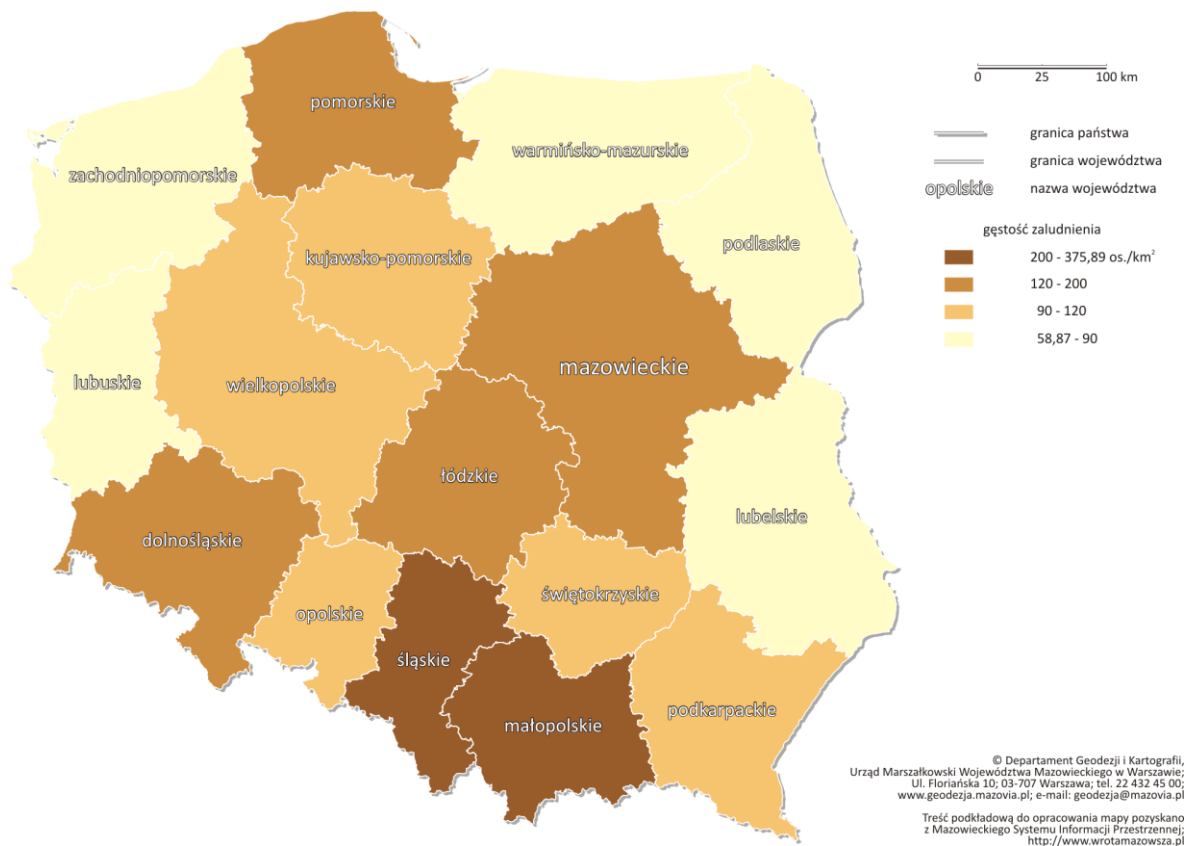 pomorskie
warmińsko-mazurskie
zachodniopomorskie
podlaskie
kujawsko-pomorskie
mazowieckie
lubuskie
wielkopolskie
łódzkie
lubelskie
dolnośląskie
świętokrzyskie
opolskie
śląskie
podkarpackie
małopolskie
0 25 100 km
granica państwa
granica województwa
opolskie nazwa województwa
gęstość zaludnienia
200 - 375,89 os./km²
120 - 200
90 - 120
58,87 - 90
© Departament Geodezji i Kartografii,
Urząd Marszałkowski Województwa Mazowieckiego w Warszawie;
Ul. Floriańska 10; 03-707 Warszawa; tel. 22 432 45 00;
www.geodezja.mazovia.pl; e-mail: geodezja@mazovia.pl
Treść podkładową do opracowania mapy pozyskano
z Mazowieckiego Systemu Informacji Przestrzennej;
http://www.wrotamazowsza.pl